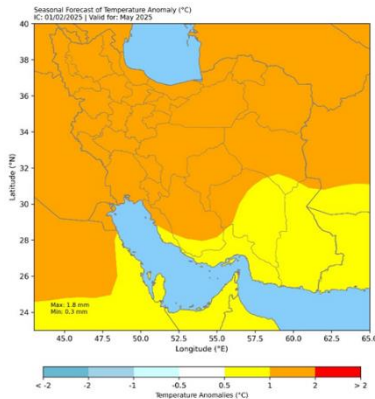 Seasonal Forecast of Temperature Anomaly (°C)
IC: 01/02/2025 | Valid for: May 2025
40
38
36
34
32
30
28
26
24
Latitude (°N)
Max: 1.8 mm
Min: 0.3 mm
45.0 47.5 50.0 52.5 55.0 57.5 60.0 62.5 65.0
Longitude (°E)
< -2 -2 -1 -0.5 0.5 1 2 > 2
Temperature Anomalies (°C)